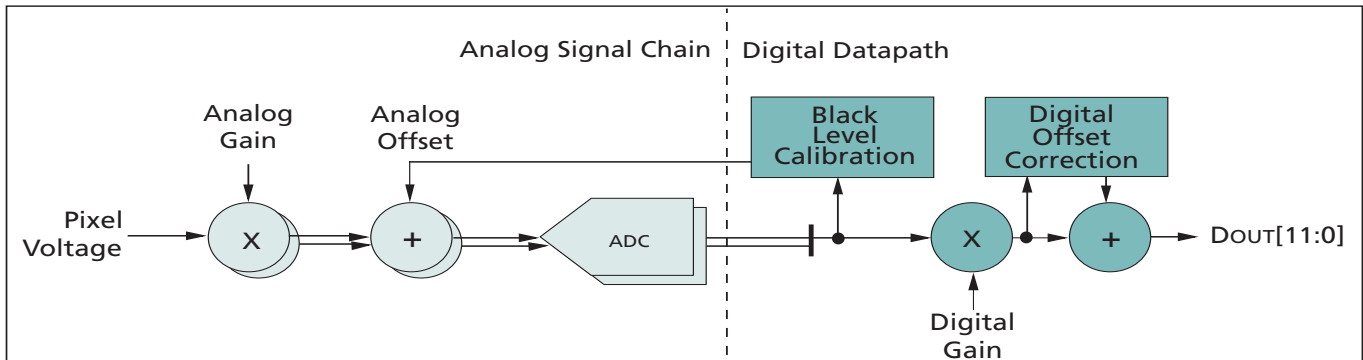 Analog Signal Chain
Digital Datapath
Analog
Gain
Analog
Offset
Black
Level
Calibration
Digital
Offset
Correction
Pixel
Voltage
X
+
ADC
X
+
DOUT[11:0]
Digital
Gain